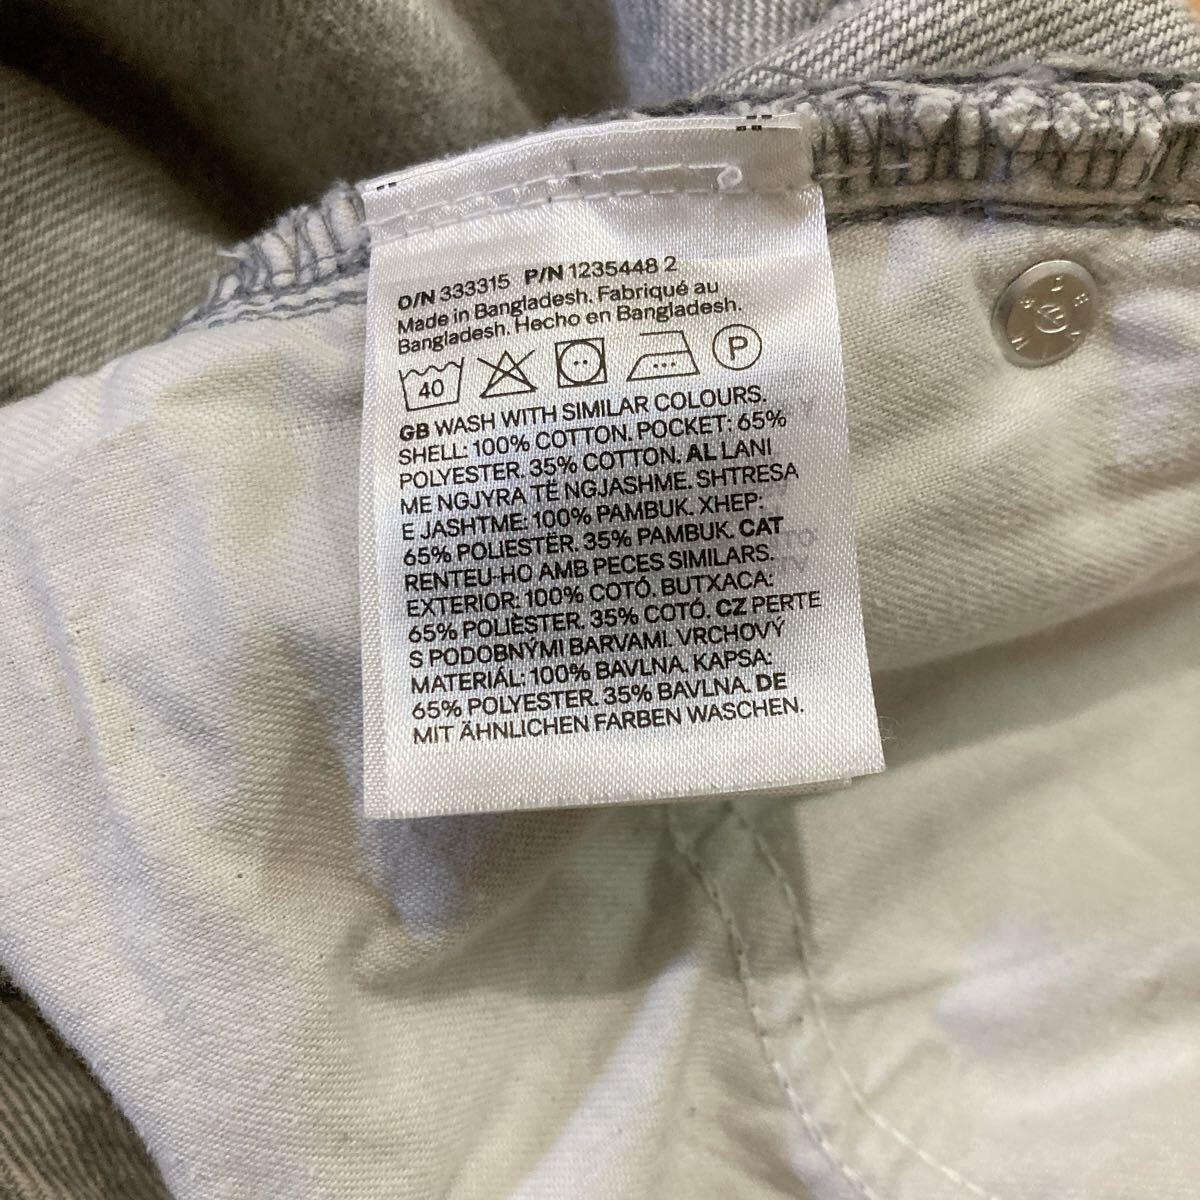 O/N 333315 P/N 1235448 2
Made in Bangladesh. Fabriqué au
Bangladesh. Hecho en Bangladesh.
40
P
GB WASH WITH SIMILAR COLOURS.
SHELL: 100% COTTON. POCKET: 65%
POLYESTER. 35% COTTON. AL LANI
ME NGJYRA TË NGJASHME. SHTRESA
E JASHTME: 100% PAMBUK. XHEP:
65% POLIESTËR. 35% PAMBUK. CAT
RENTEU-HO AMB PECES SIMILARS.
EXTERIOR: 100% COTÓ. BUTXACA:
65% POLIÈSTER. 35% COTÓ. CZ PERTE
S PODOBNÝMI BARVAMI. VRCHOVÝ
MATERIÁL: 100% BAVLNA. KAPSA:
65% POLYESTER. 35% BAVLNA. DE
MIT ÄHNLICHEN FARBEN WASCHEN.